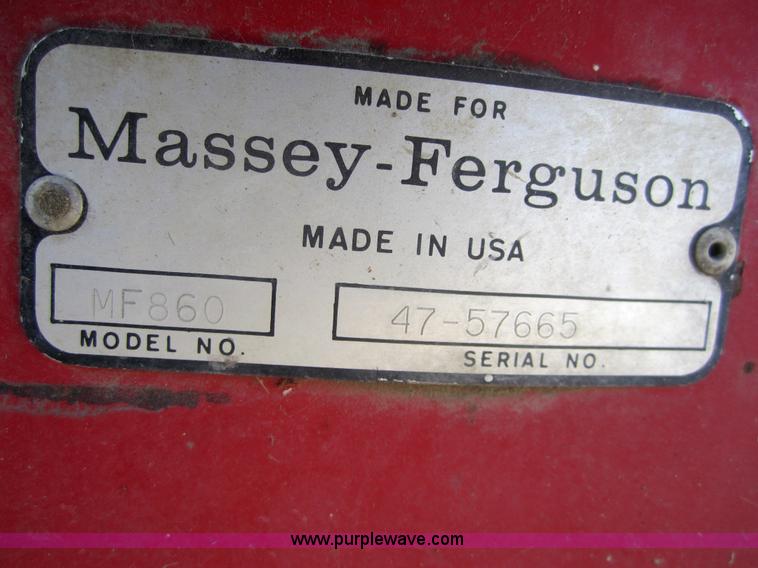 MADE FOR
Massey-Ferguson
MADE IN USA
MF860
47-57665
MODEL NO.
SERIAL NO.
www.purplewave.com